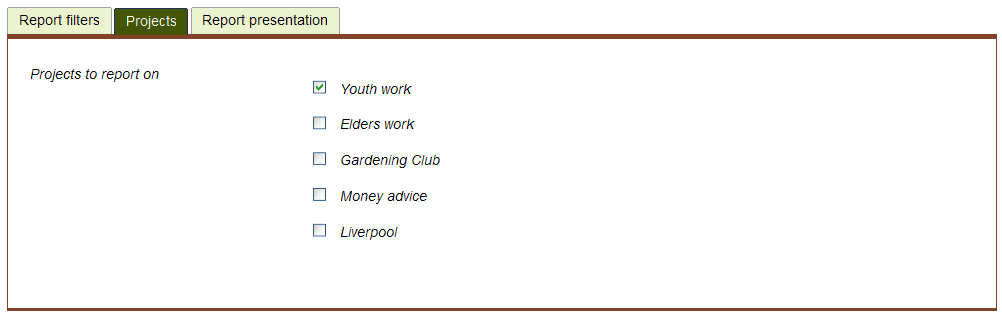 Report filters Projects Report presentation
Projects to report on
Youth work
Elders work
Gardening Club
Money advice
Liverpool